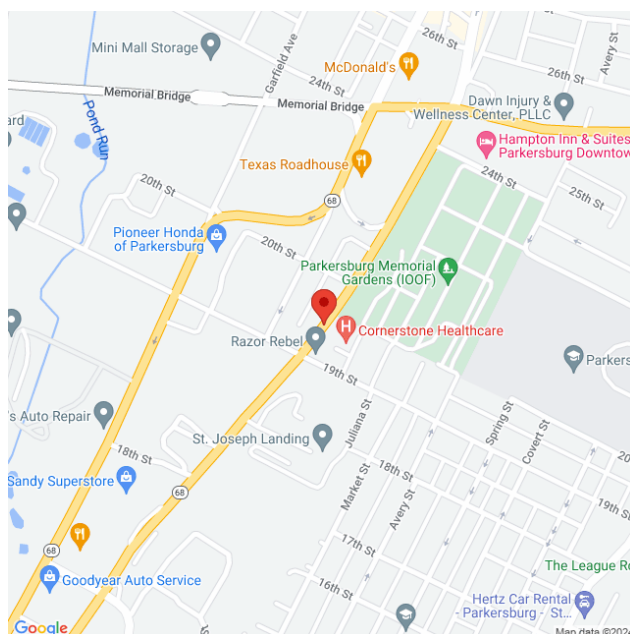 26th St
Avery St
Mini Mall Storage
Garfield Ave
McDonald's
24th St
26th St
Memorial Bridge
Memorial Bridge
Dawn Injury &
Wellness Center, PLLC
ard
Pond Run
Hampton Inn & Suites
Parkersburg Downtown
Texas Roadhouse
24th St
25th St
20th St
68
Pioneer Honda
of Parkersburg
20th St
Parkersburg Memorial
Gardens (IOOF)
Cornerstone Healthcare
H
Razor Rebel
Parkers
19th St
's Auto Repair
Juliana St
Spring St
Covert St
St. Joseph Landing
18th St
20
Sandy Superstore
Market St
18th St
19th St
68
Avery St
17th St
68
The League Ro
Goodyear Auto Service
16th St
Hertz Car Rental
- Parkersburg - St...
Google
Map data ©2024